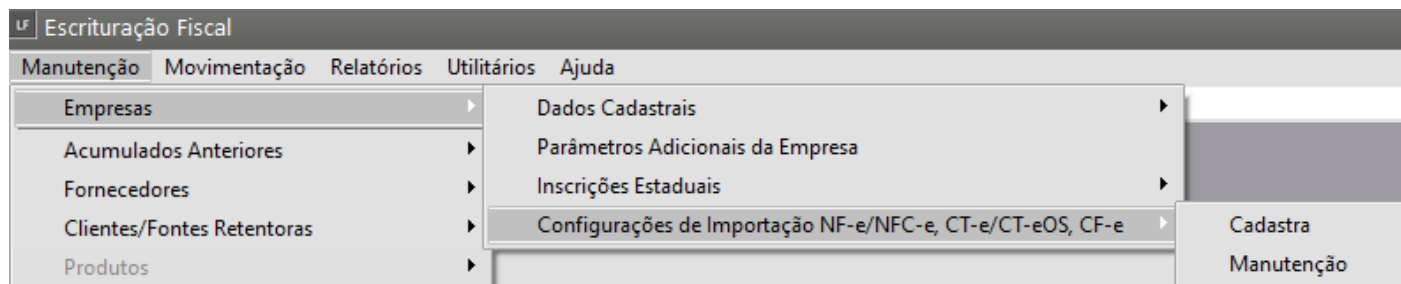 LF Escrituração Fiscal
Manutenção Movimentação Relatórios Utilitários Ajuda
Empresas
Acumulados Anteriores
Fornecedores
Clientes/Fontes Retentoras
Produtos
Dados Cadastrais
Parâmetros Adicionais da Empresa
Inscrições Estaduais
Configurações de Importação NF-e/NFC-e, CT-e/CT-eOS, CF-e
Cadastra
Manutenção